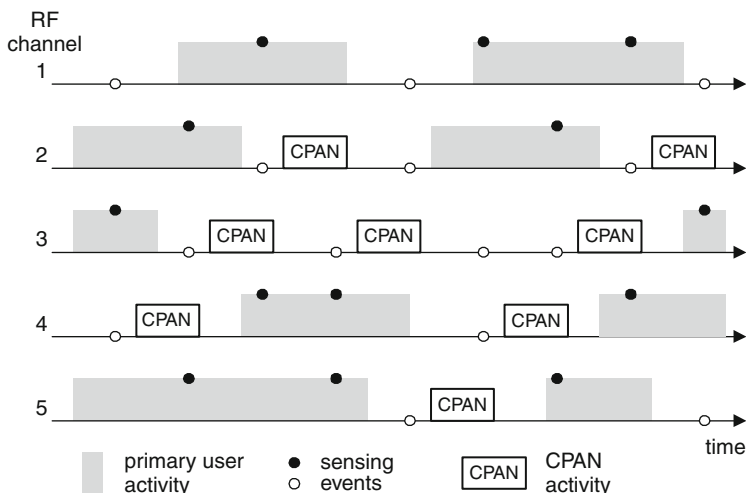 RF
channel
1
2
CPAN
CPAN
3
CPAN
CPAN
CPAN
4
CPAN
CPAN
5
CPAN
time
primary user
activity
sensing
events
CPAN
CPAN
activity